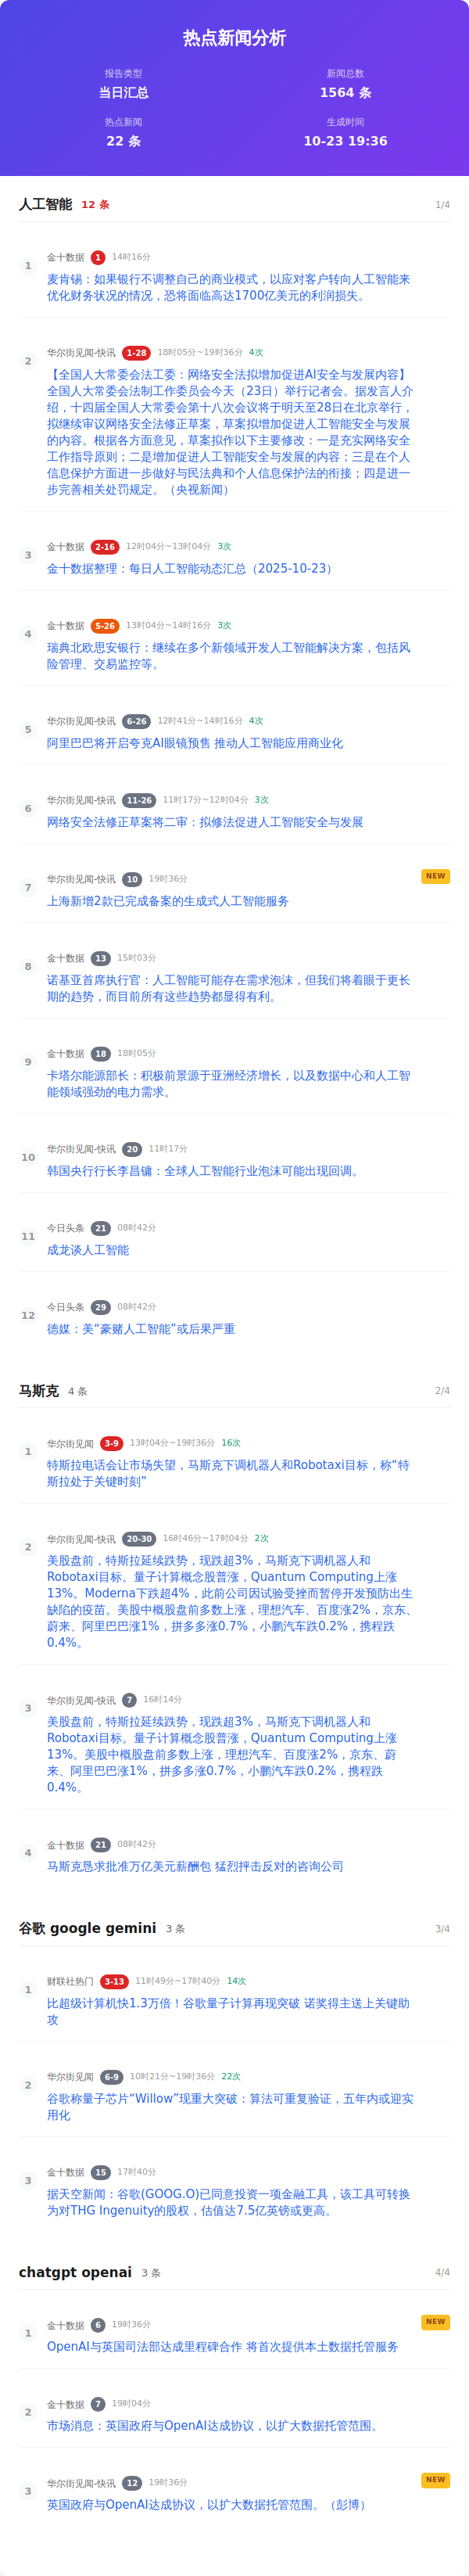 热点新闻分析
报告类型
当日汇总
新闻总数
1564 条
热点新闻
22 条
生成时间
10-23 19:36
人工智能 12 条 1/4
1 金十数据 1 14时16分
麦肯锡：如果银行不调整自己的商业模式，以应对客户转向人工智能来
优化财务状况的情况，恐将面临高达1700亿美元的利润损失。
2 华尔街见闻-快讯 1-28 18时05分~19时36分 4次
【全国人大常委会法工委：网络安全法拟增加促进AI安全与发展内容】
全国人大常委会法制工作委员会今天（23日）举行记者会。据发言人介
绍，十四届全国人大常委会第十八次会议将于明天至28日在北京举行，
拟继续审议网络安全法修正草案，草案拟增加促进人工智能安全与发展
的内容。根据各方面意见，草案拟作以下主要修改：一是充实网络安全
工作指导原则；二是增加促进人工智能安全与发展的内容；三是在个人
信息保护方面进一步做好与民法典和个人信息保护法的衔接；四是进一
步完善相关处罚规定。（央视新闻）
3 金十数据 2-16 12时04分~13时04分 3次
金十数据整理：每日人工智能动态汇总（2025-10-23）
4 金十数据 5-26 13时04分~14时16分 3次
瑞典北欧思安银行：继续在多个新领域开发人工智能解决方案，包括风
险管理、交易监控等。
5 华尔街见闻-快讯 6-26 12时41分~14时16分 4次
阿里巴巴将开启夸克AI眼镜预售 推动人工智能应用商业化
6 华尔街见闻-快讯 11-26 11时17分~12时04分 3次
网络安全法修正草案将二审：拟修法促进人工智能安全与发展
7 华尔街见闻-快讯 10 19时36分 NEW
上海新增2款已完成备案的生成式人工智能服务
8 金十数据 13 15时03分
诺基亚首席执行官：人工智能可能存在需求泡沫，但我们将着眼于更长
期的趋势，而目前所有这些趋势都显得有利。
9 金十数据 18 18时05分
卡塔尔能源部长：积极前景源于亚洲经济增长，以及数据中心和人工智
能领域强劲的电力需求。
10 华尔街见闻-快讯 20 11时17分
韩国央行行长李昌镛：全球人工智能行业泡沫可能出现回调。
11 今日头条 21 08时42分
成龙谈人工智能
12 今日头条 29 08时42分
德媒：美“豪赌人工智能”或后果严重
马斯克 4 条 2/4
1 华尔街见闻 3-9 13时04分~19时36分 16次
特斯拉电话会让市场失望，马斯克下调机器人和Robotaxi目标，称“特
斯拉处于关键时刻”
2 华尔街见闻-快讯 20-30 16时46分~17时04分 2次
美股盘前，特斯拉延续跌势，现跌超3%，马斯克下调机器人和
Robotaxi目标。量子计算概念股普涨，Quantum Computing上涨
13%。Moderna下跌超4%，此前公司因试验受挫而暂停开发预防出生
缺陷的疫苗。美股中概股盘前多数上涨，理想汽车、百度涨2%，京东、
蔚来、阿里巴巴涨1%，拼多多涨0.7%，小鹏汽车跌0.2%，携程跌
0.4%。
3 华尔街见闻-快讯 7 16时14分
美股盘前，特斯拉延续跌势，现跌超3%，马斯克下调机器人和
Robotaxi目标。量子计算概念股普涨，Quantum Computing上涨
13%。美股中概股盘前多数上涨，理想汽车、百度涨2%，京东、蔚
来、阿里巴巴涨1%，拼多多涨0.7%，小鹏汽车跌0.2%，携程跌
0.4%。
4 金十数据 21 08时42分
马斯克恳求批准万亿美元薪酬包 猛烈抨击反对的咨询公司
谷歌 google gemini 3 条 3/4
1 财联社热门 3-13 11时49分~17时40分 14次
比超级计算机快1.3万倍！谷歌量子计算再现突破 诺奖得主送上关键助
攻
2 华尔街见闻 6-9 10时21分~19时36分 22次
谷歌称量子芯片“Willow”现重大突破：算法可重复验证，五年内或迎实
用化
3 金十数据 15 17时40分
据天空新闻：谷歌(GOOG.O)已同意投资一项金融工具，该工具可转换
为对THG Ingenuity的股权，估值达7.5亿英镑或更高。
chatgpt openai 3 条 4/4
1 金十数据 6 19时36分 NEW
OpenAI与英国司法部达成里程碑合作 将首次提供本土数据托管服务
2 金十数据 7 19时04分
市场消息：英国政府与OpenAI达成协议，以扩大数据托管范围。
3 华尔街见闻-快讯 12 19时36分 NEW
英国政府与OpenAI达成协议，以扩大数据托管范围。（彭博）